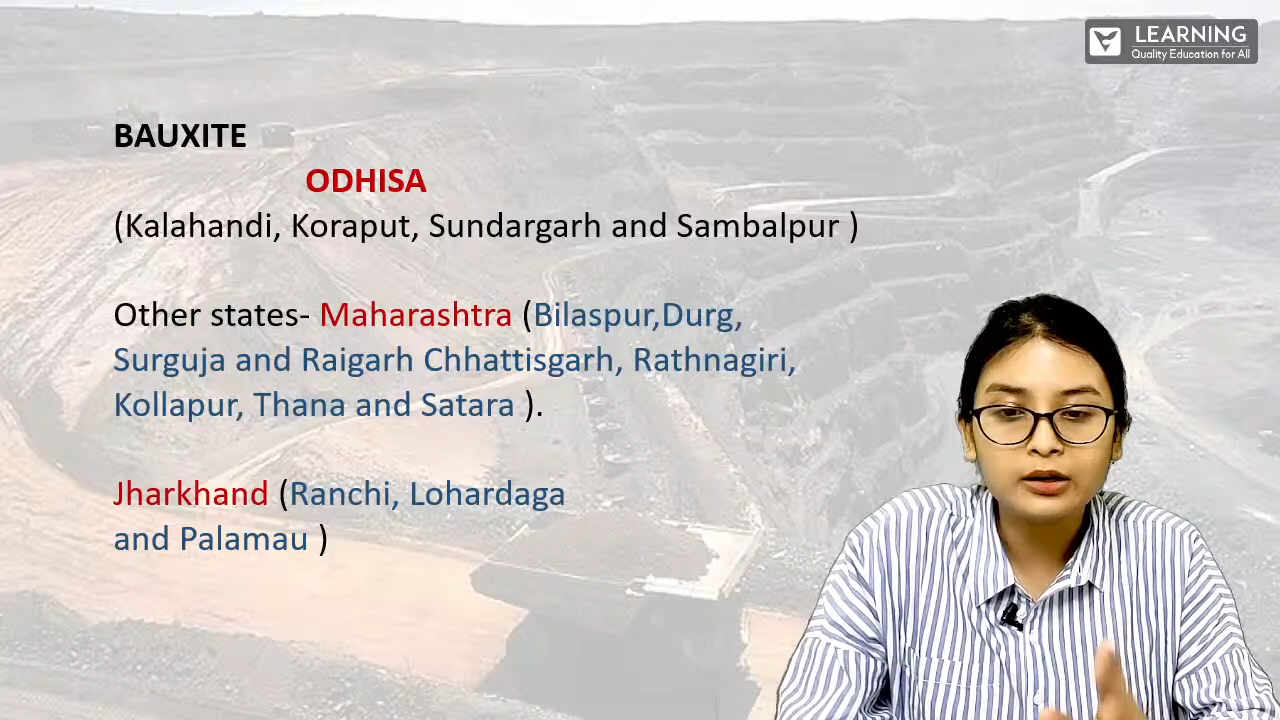 LEARNING
Quality Education for All
BAUXITE
ODHISA
(Kalahandi, Koraput, Sundargarh and Sambalpur )
Other states- Maharashtra (Bilaspur,Durg,
Surguja and Raigarh Chhattisgarh, Rathnagiri,
Kollapur, Thana and Satara ).
Jharkhand (Ranchi, Lohardaga
and Palamau )